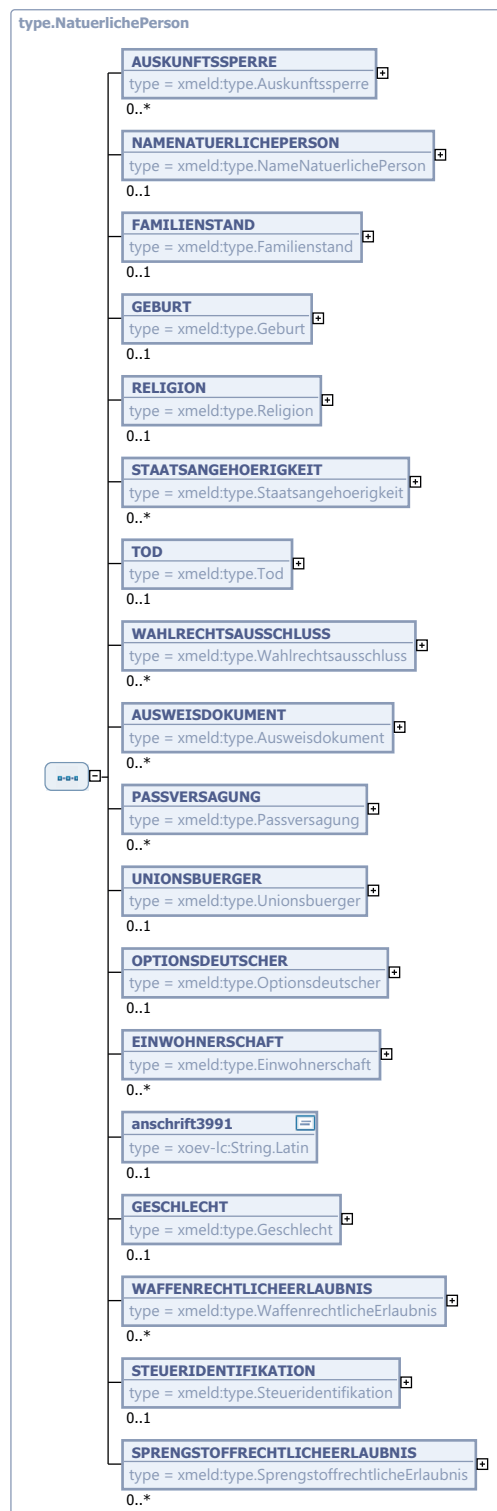 type.NatuerlichePerson
AUSKUNFTSSPERRE
type = xmeld:type.Auskunftssperre
0..*
NAMENATUERLICHEPERSON
type = xmeld:type.NameNatuerlichePerson
0..1
FAMILIENSTAND
type = xmeld:type.Familienstand
0..1
GEBURT
type = xmeld:type.Geburt
0..1
RELIGION
type = xmeld:type.Religion
0..1
STAATSANGEHOERIGKEIT
type = xmeld:type.Staatsangehoerigkeit
0..*
TOD
type = xmeld:type.Tod
0..1
WAHLRECHTSAUSSCHLUSS
type = xmeld:type.Wahlrechtsausschluss
0..*
AUSWEISDOKUMENT
type = xmeld:type.Ausweisdokument
0..*
PASSVERSAGUNG
type = xmeld:type.Passversagung
0..*
UNIONSBUERGER
type = xmeld:type.Unionsbuerger
0..1
OPTIONSDEUTSCHER
type = xmeld:type.Optionsdeutscher
0..1
EINWOHNERSCHAFT
type = xmeld:type.Einwohnerschaft
0..*
anschrift3991
type = xoev-lc:String.Latin
0..1
GESCHLECHT
type = xmeld:type.Geschlecht
0..1
WAFFENRECHTLICHEERLAUBNIS
type = xmeld:type.WaffenrechtlicheErlaubnis
0..*
STEUERIDENTIFIKATION
type = xmeld:type.Steueridentifikation
0..1
SPRENGSTOFFRECHTLICHEERLAUBNIS
type = xmeld:type.SprengstoffrechtlicheErlaubnis
0..*